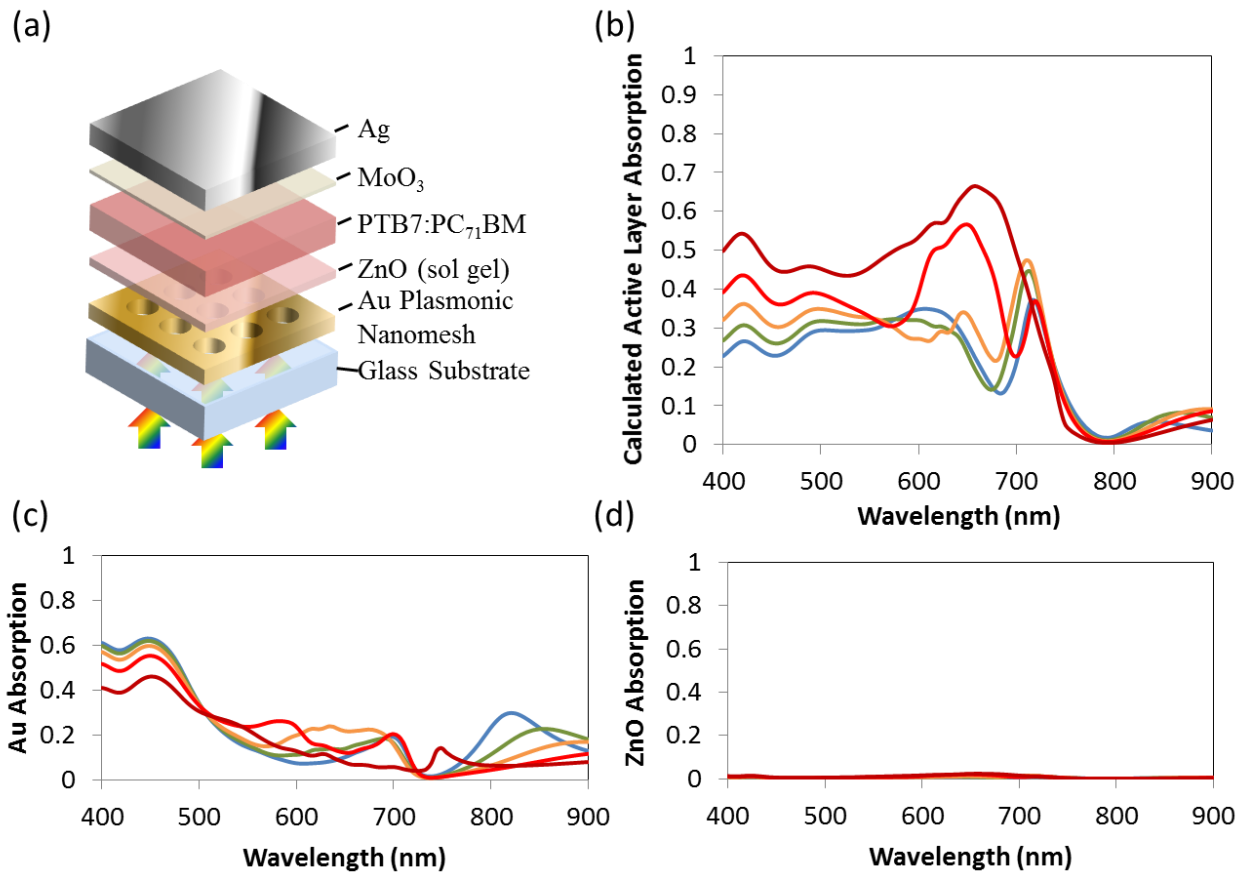 (a)
Ag
MoO3
PTB7:PC71BM
ZnO (sol gel)
Au Plasmonic
Nanomesh
Glass Substrate
(b)
Calculated Active Layer Absorption
1
0.9
0.8
0.7
0.6
0.5
0.4
0.3
0.2
0.1
0
400 500 600 700 800 900
Wavelength (nm)
(c)
Au Absorption
1
0.8
0.6
0.4
0.2
0
400 500 600 700 800 900
Wavelength (nm)
(d)
ZnO Absorption
1
0.8
0.6
0.4
0.2
0
400 500 600 700 800 900
Wavelength (nm)